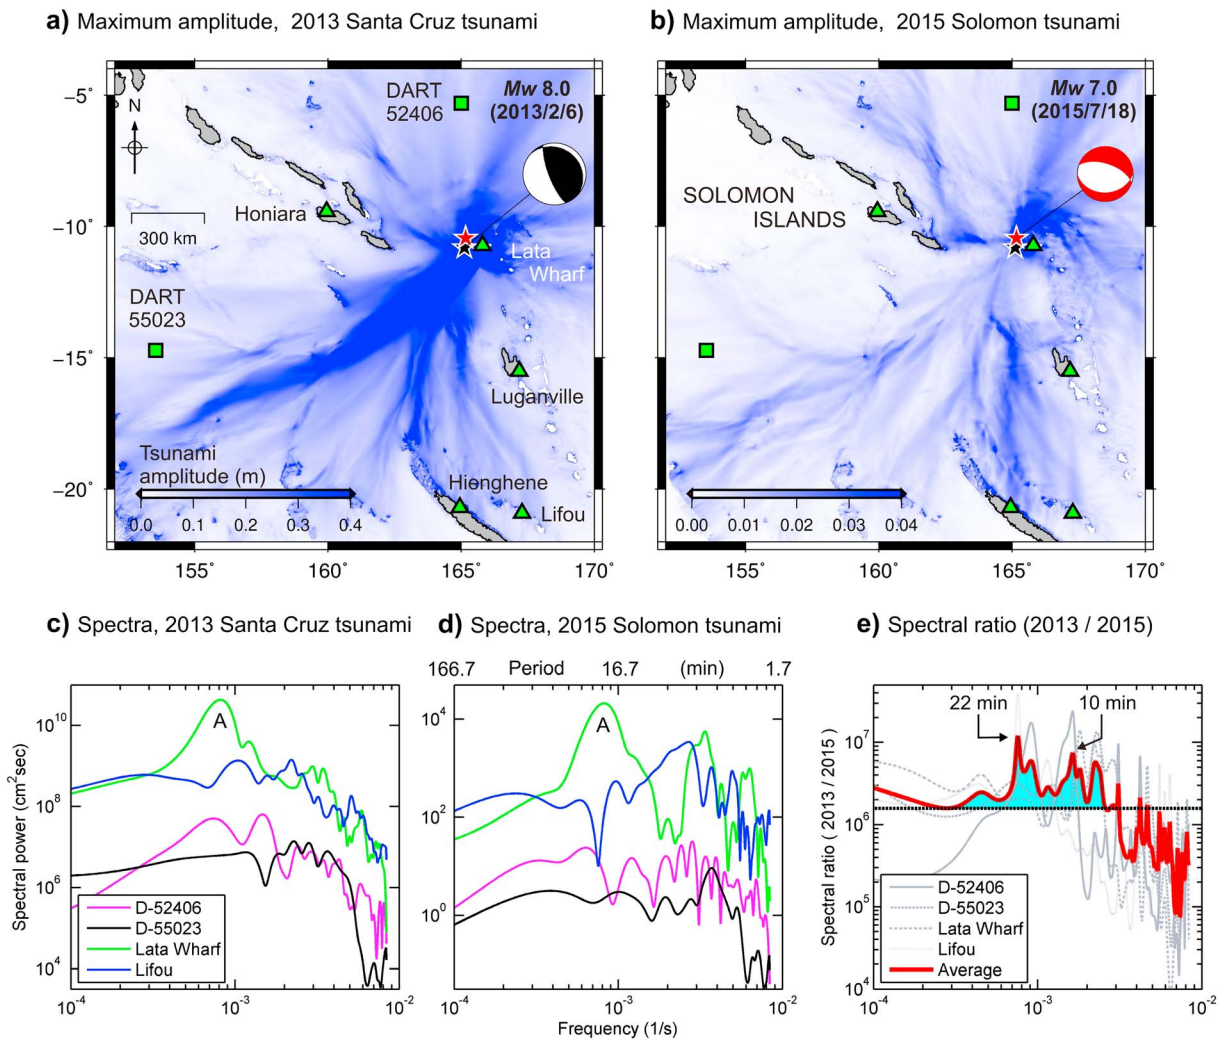 a) Maximum amplitude, 2013 Santa Cruz tsunami
b) Maximum amplitude, 2015 Solomon tsunami
DART
52406
Mw 8.0
(2013/2/6)
N
Honiara
300 km
Lata
Wharf
DART
55023
Luganville
Tsunami
amplitude (m)
Hionghene
Lifou
0.0 0.1 0.2 0.3 0.4
−5°
−10°
−15°
−20°
155° 160° 165° 170°
Mw 7.0
(2015/7/18)
SOLOMON
ISLANDS
0.00 0.01 0.02 0.03 0.04
−5°
−10°
−15°
−20°
155° 160° 165° 170°
c) Spectra, 2013 Santa Cruz tsunami
d) Spectra, 2015 Solomon tsunami
e) Spectral ratio (2013 / 2015)
Spectral power (cm²sec)
10¹⁰
10⁸
10⁶
10⁴
A
D-52406
D-55023
Lata Wharf
Lifou
10⁻⁴ 10⁻³ 10⁻²
166.7 Period 16.7 (min) 1.7
10⁴
10²
10⁰
A
10⁻⁴ 10⁻³ 10⁻²
Frequency (1/s)
Spectral ratio ( 2013 / 2015)
10⁷
10⁶
10⁵
10⁴
22 min
10 min
D-52406
D-55023
Lata Wharf
Lifou
Average
10⁻⁴ 10⁻³ 10⁻²